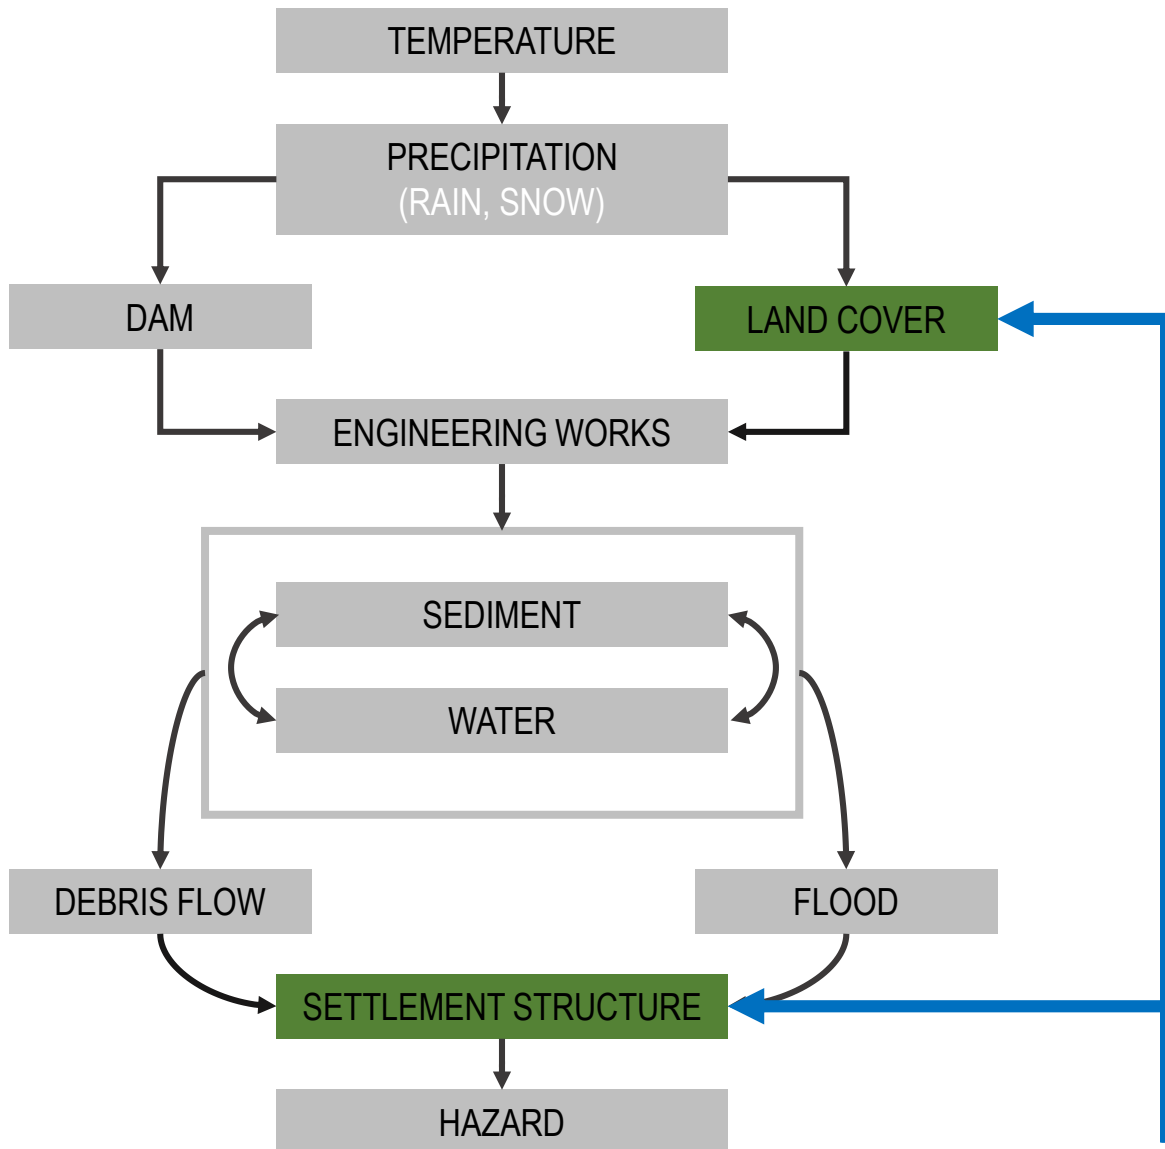 TEMPERATURE
PRECIPITATION
(RAIN, SNOW)
DAM
LAND COVER
ENGINEERING WORKS
SEDIMENT
WATER
DEBRIS FLOW
FLOOD
SETTLEMENT STRUCTURE
HAZARD